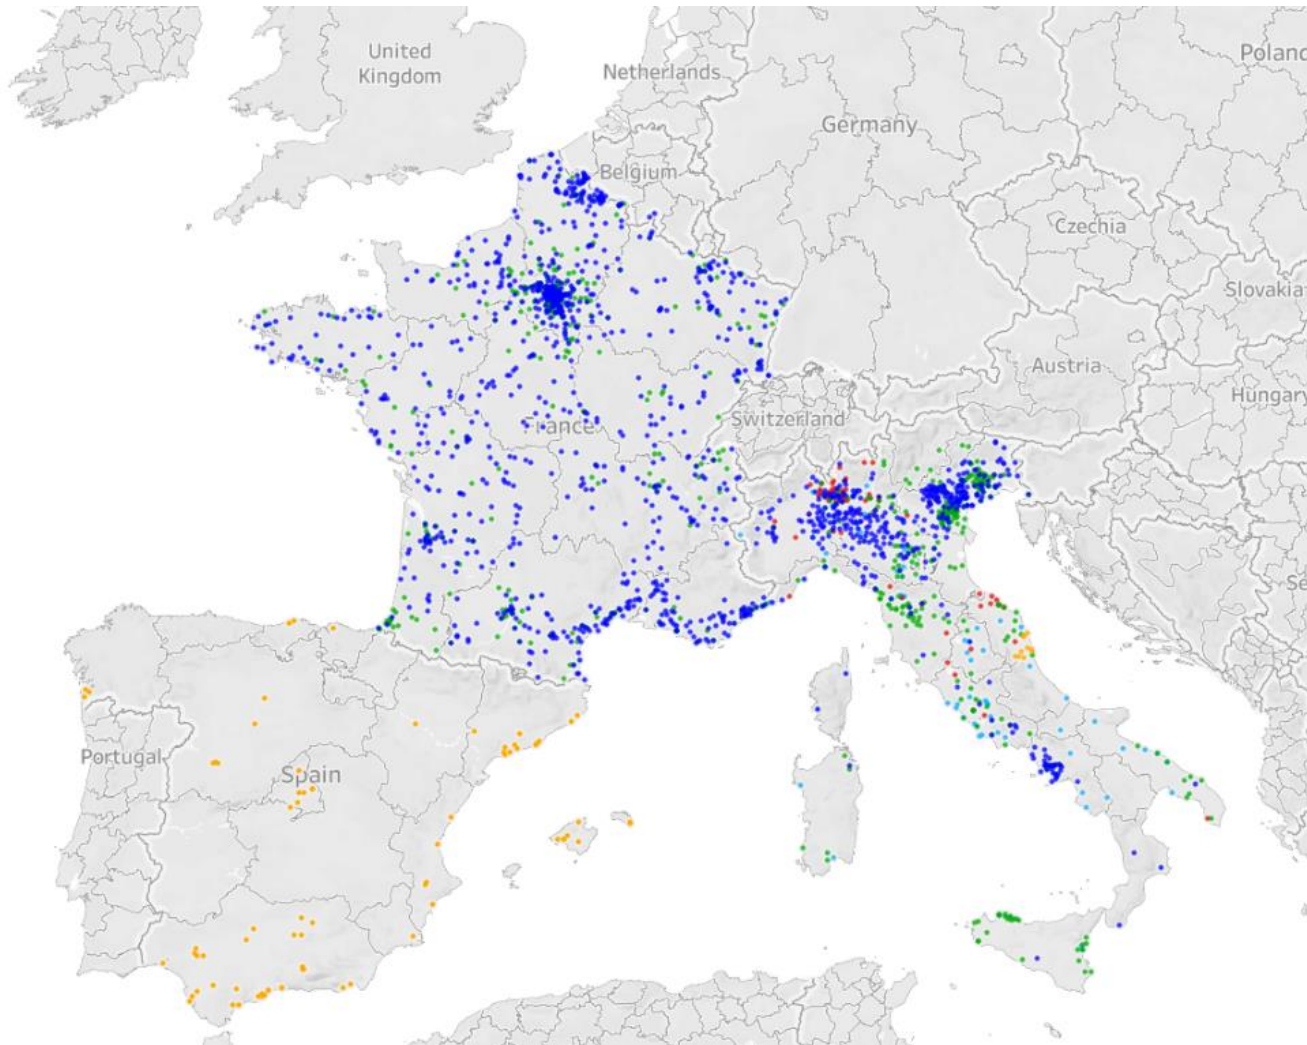 United
Kingdom
Netherlands
Poland
Germany
Belgium
Czechia
Slovakia
Austria
Hungary
Switzerland
France
Portugal
Spain